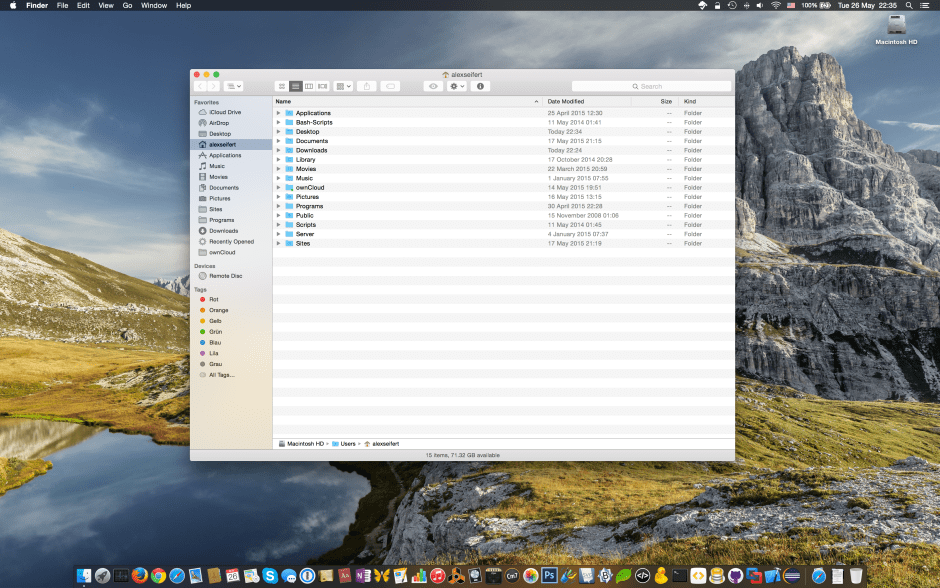 Finder File Edit View Go Window Help 100% Tue 26 May 22:35
Macintosh HD
alexseifert
Search
Favorites
iCloud Drive
AirDrop
Desktop
alexseifert
Applications
Music
Movies
Documents
Pictures
Sites
Programs
Downloads
Recently Opened
ownCloud
Devices
Remote Disc
Tags
Rot
Orange
Gelb
Grün
Blau
Lila
Grau
All Tags...
Name Date Modified Size Kind
Applications 25 April 2015 12:30 -- Folder
Bash-Scripts 11 May 2014 01:41 -- Folder
Desktop Today 22:34 -- Folder
Documents 17 May 2015 21:15 -- Folder
Downloads Today 22:24 -- Folder
Library 17 October 2014 20:28 -- Folder
Movies 22 March 2015 20:59 -- Folder
Music 1 January 2015 07:55 -- Folder
ownCloud 14 May 2015 19:51 -- Folder
Pictures 16 May 2015 13:15 -- Folder
Programs 30 April 2015 22:28 -- Folder
Public 15 November 2008 01:06 -- Folder
Scripts 11 May 2014 01:45 -- Folder
Server 4 January 2015 07:37 -- Folder
Sites 17 May 2015 21:19 -- Folder
Macintosh HD > Users > alexseifert
15 items, 71.32 GB available
26
Ps